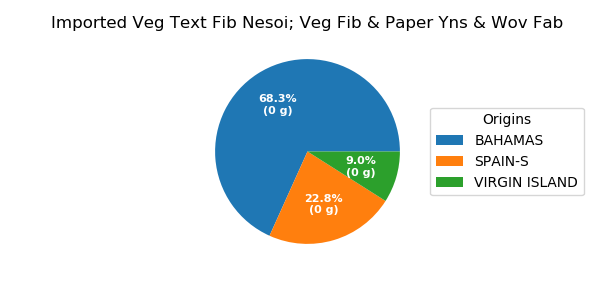 Imported Veg Text Fib Nesoi; Veg Fib & Paper Yns & Wov Fab
68.3%
(0 g)
22.8%
(0 g)
9.0%
(0 g)
Origins
BAHAMAS
SPAIN-S
VIRGIN ISLAND